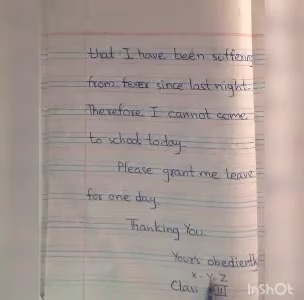 that I have been suffering
from fever since last night.
Therefore I cannot come
to school today.
Please grant me leave
for one day
Thanking You
Yours obediently
X-Y-Z
Class III
InShOt